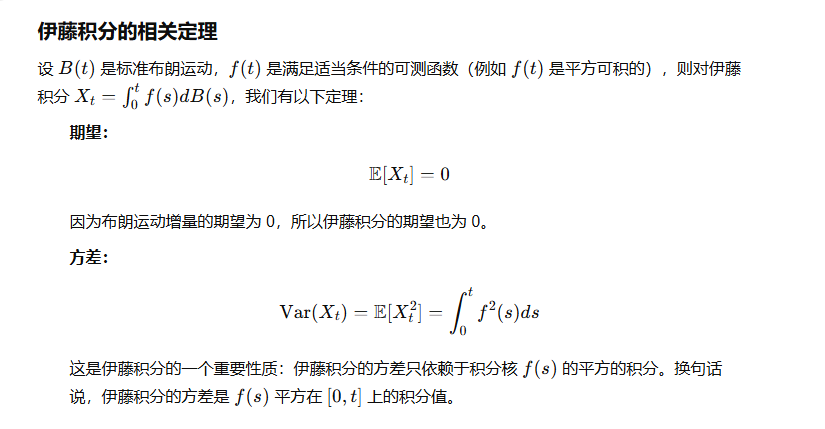 伊藤积分的相关定理
设 B(t) 是标准布朗运动，f(t) 是满足适当条件的可测函数（例如 f(t) 是平方可积的），则对伊藤
积分 X_t = ∫_0^t f(s)dB(s)，我们有以下定理：
期望：
𝔼[X_t] = 0
因为布朗运动增量的期望为 0，所以伊藤积分的期望也为 0。
方差：
Var(X_t) = 𝔼[X_t^2] = ∫_0^t f^2(s)ds
这是伊藤积分的一个重要性质：伊藤积分的方差只依赖于积分核 f(s) 的平方的积分。换句话
说，伊藤积分的方差是 f(s) 平方在 [0, t] 上的积分值。